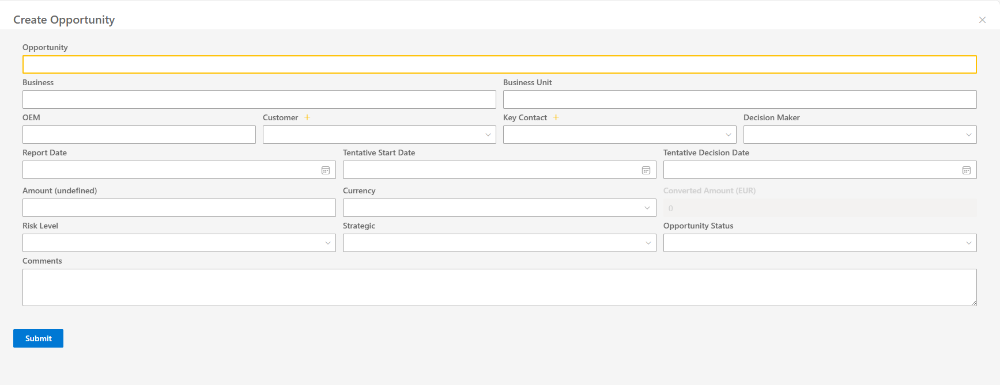 Create Opportunity
Opportunity
Business Business Unit
OEM Customer + Key Contact + Decision Maker
Report Date Tentative Start Date Tentative Decision Date
Amount (undefined) Currency Converted Amount (EUR)
0
Risk Level Strategic Opportunity Status
Comments
Submit